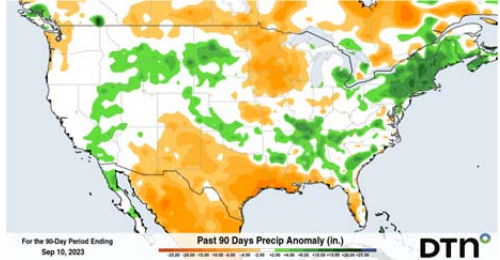 For the 90-Day Period Ending
Sep 10, 2023
Past 90 Days Precip Anomaly (in.)
DTN